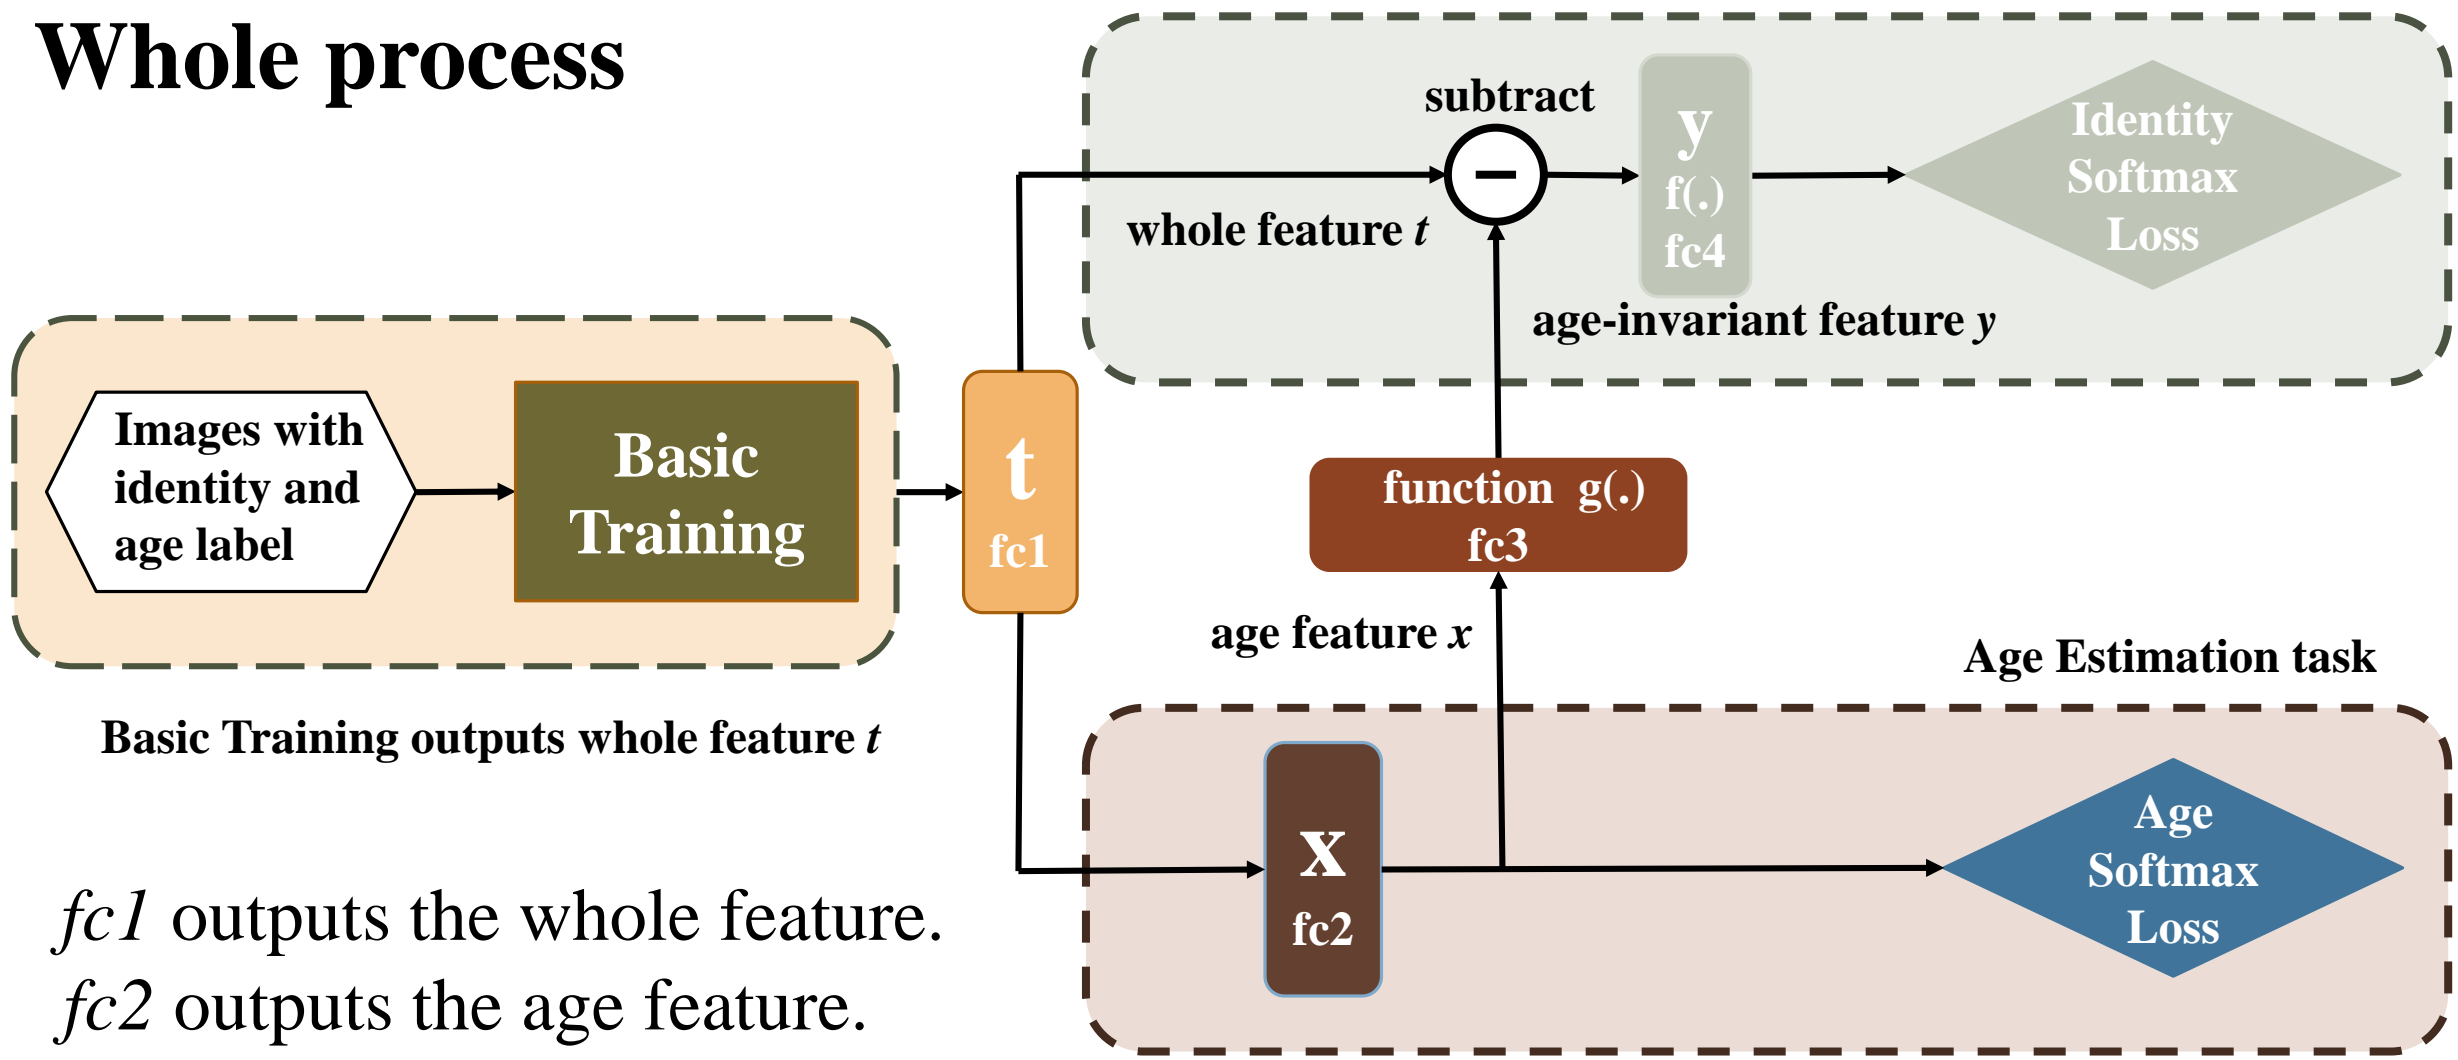 Whole process
subtract
whole feature t
y
f(.)
fc4
age-invariant feature y
Identity
Softmax
Loss
Images with
identity and
age label
Basic
Training
t
fc1
function g(.)
fc3
age feature x
Basic Training outputs whole feature t
Age Estimation task
x
fc2
Age
Softmax
Loss
fc1 outputs the whole feature.
fc2 outputs the age feature.